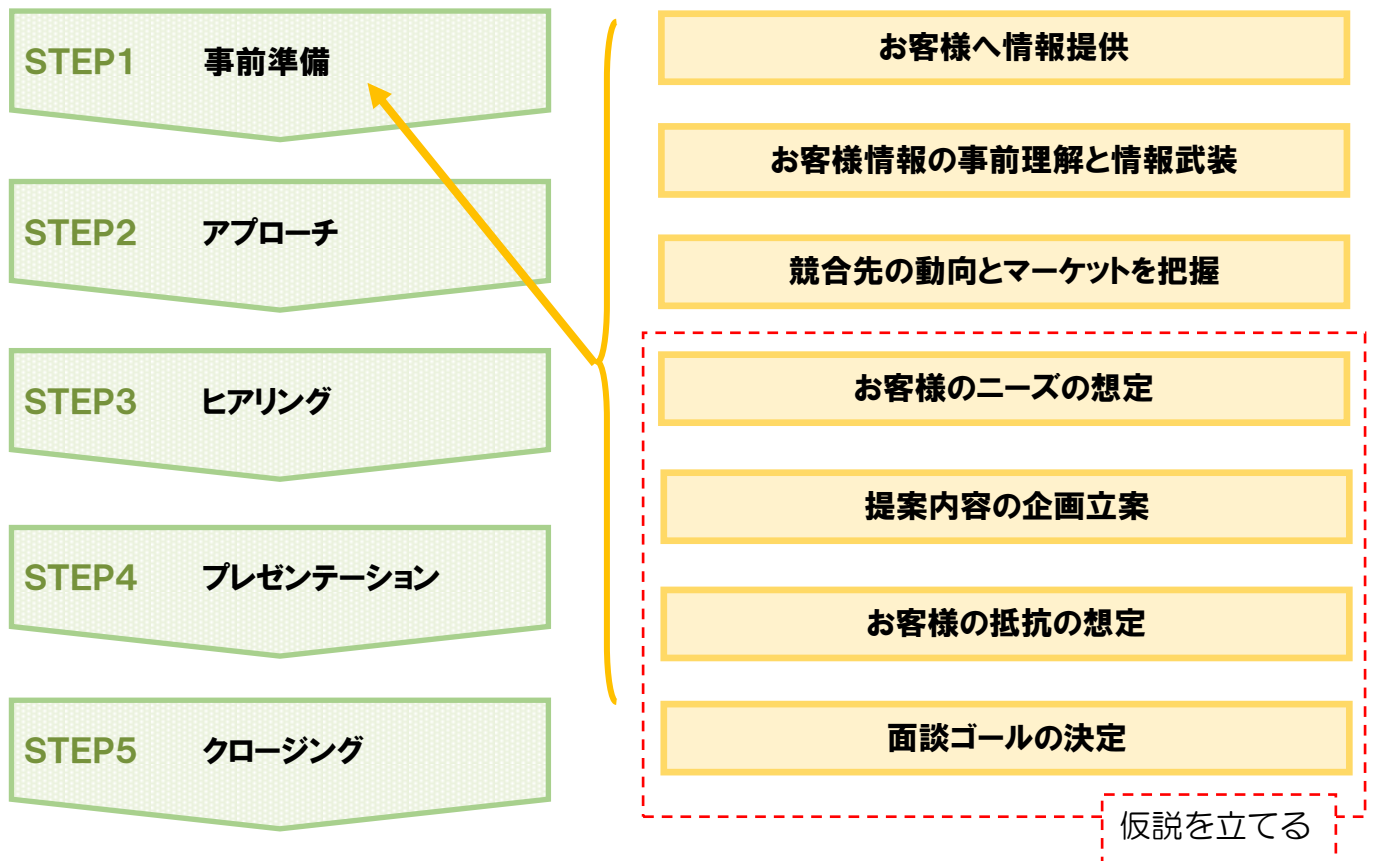 STEP1 事前準備
STEP2 アプローチ
STEP3 ヒアリング
STEP4 プレゼンテーション
STEP5 クロージング
お客様へ情報提供
お客様情報の事前理解と情報武装
競合先の動向とマーケットを把握
お客様のニーズの想定
提案内容の企画立案
お客様の抵抗の想定
面談ゴールの決定
仮説を立てる